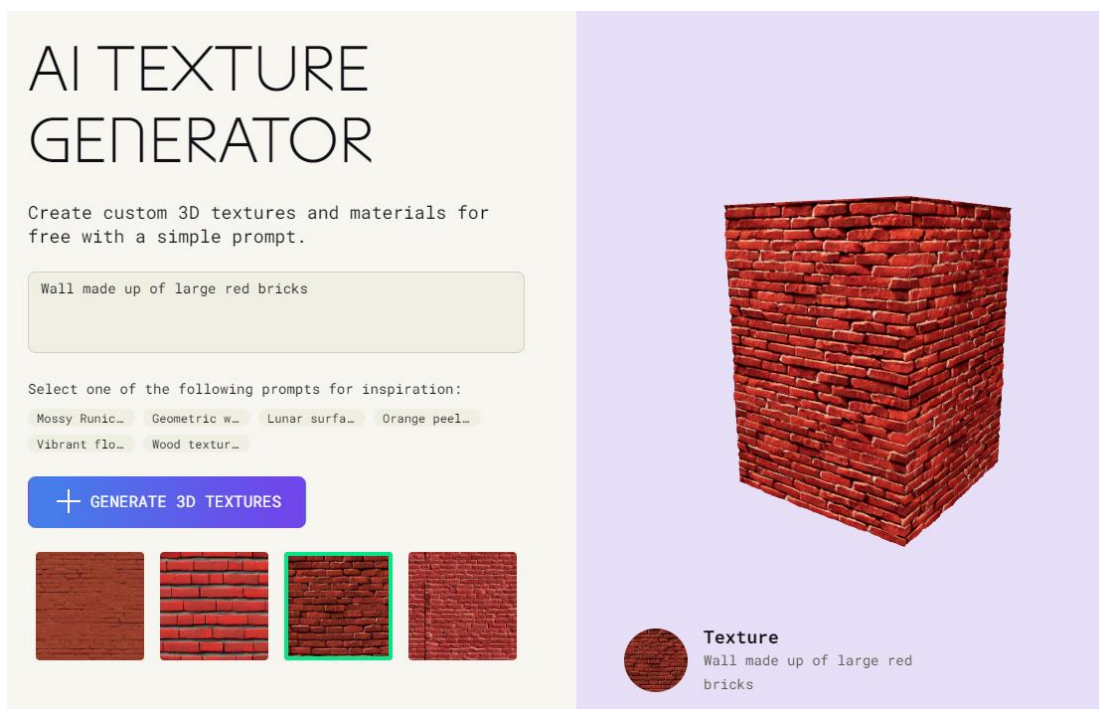 AI TEXTURE
GENERATOR
Create custom 3D textures and materials for
free with a simple prompt.
Wall made up of large red bricks
Select one of the following prompts for inspiration:
Mossy Runic… Geometric w… Lunar surfa… Orange peel…
Vibrant flo… Wood textur…
GENERATE 3D TEXTURES
Texture
Wall made up of large red
bricks